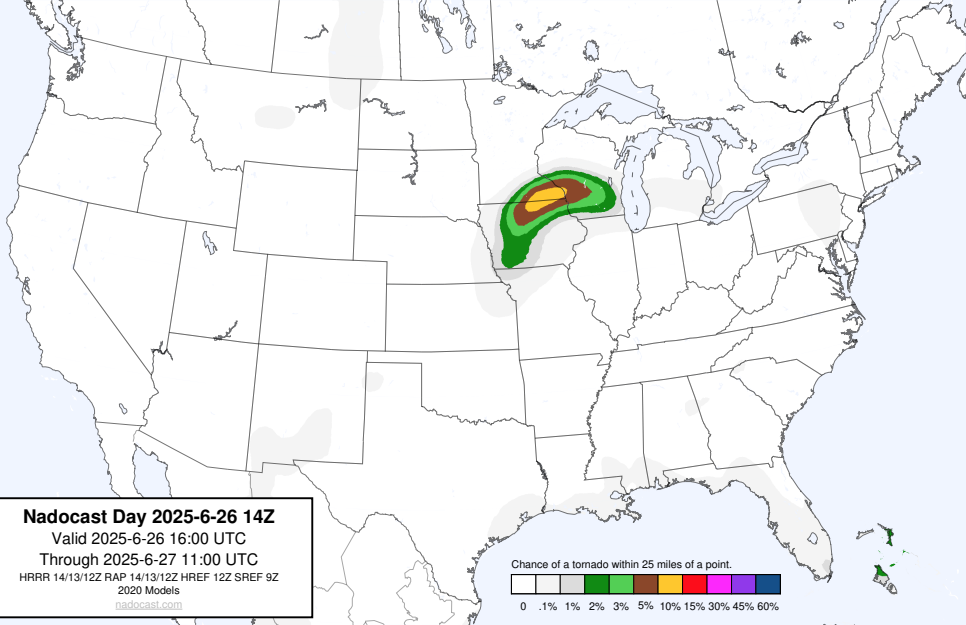 Nadocast Day 2025-6-26 14Z
Valid 2025-6-26 16:00 UTC
Through 2025-6-27 11:00 UTC
HRRR 14/13/12Z RAP 14/13/12Z HREF 12Z SREF 9Z
2020 Models
nadocast.com
Chance of a tornado within 25 miles of a point.
0 .1% 1% 2% 3% 5% 10% 15% 30% 45% 60%